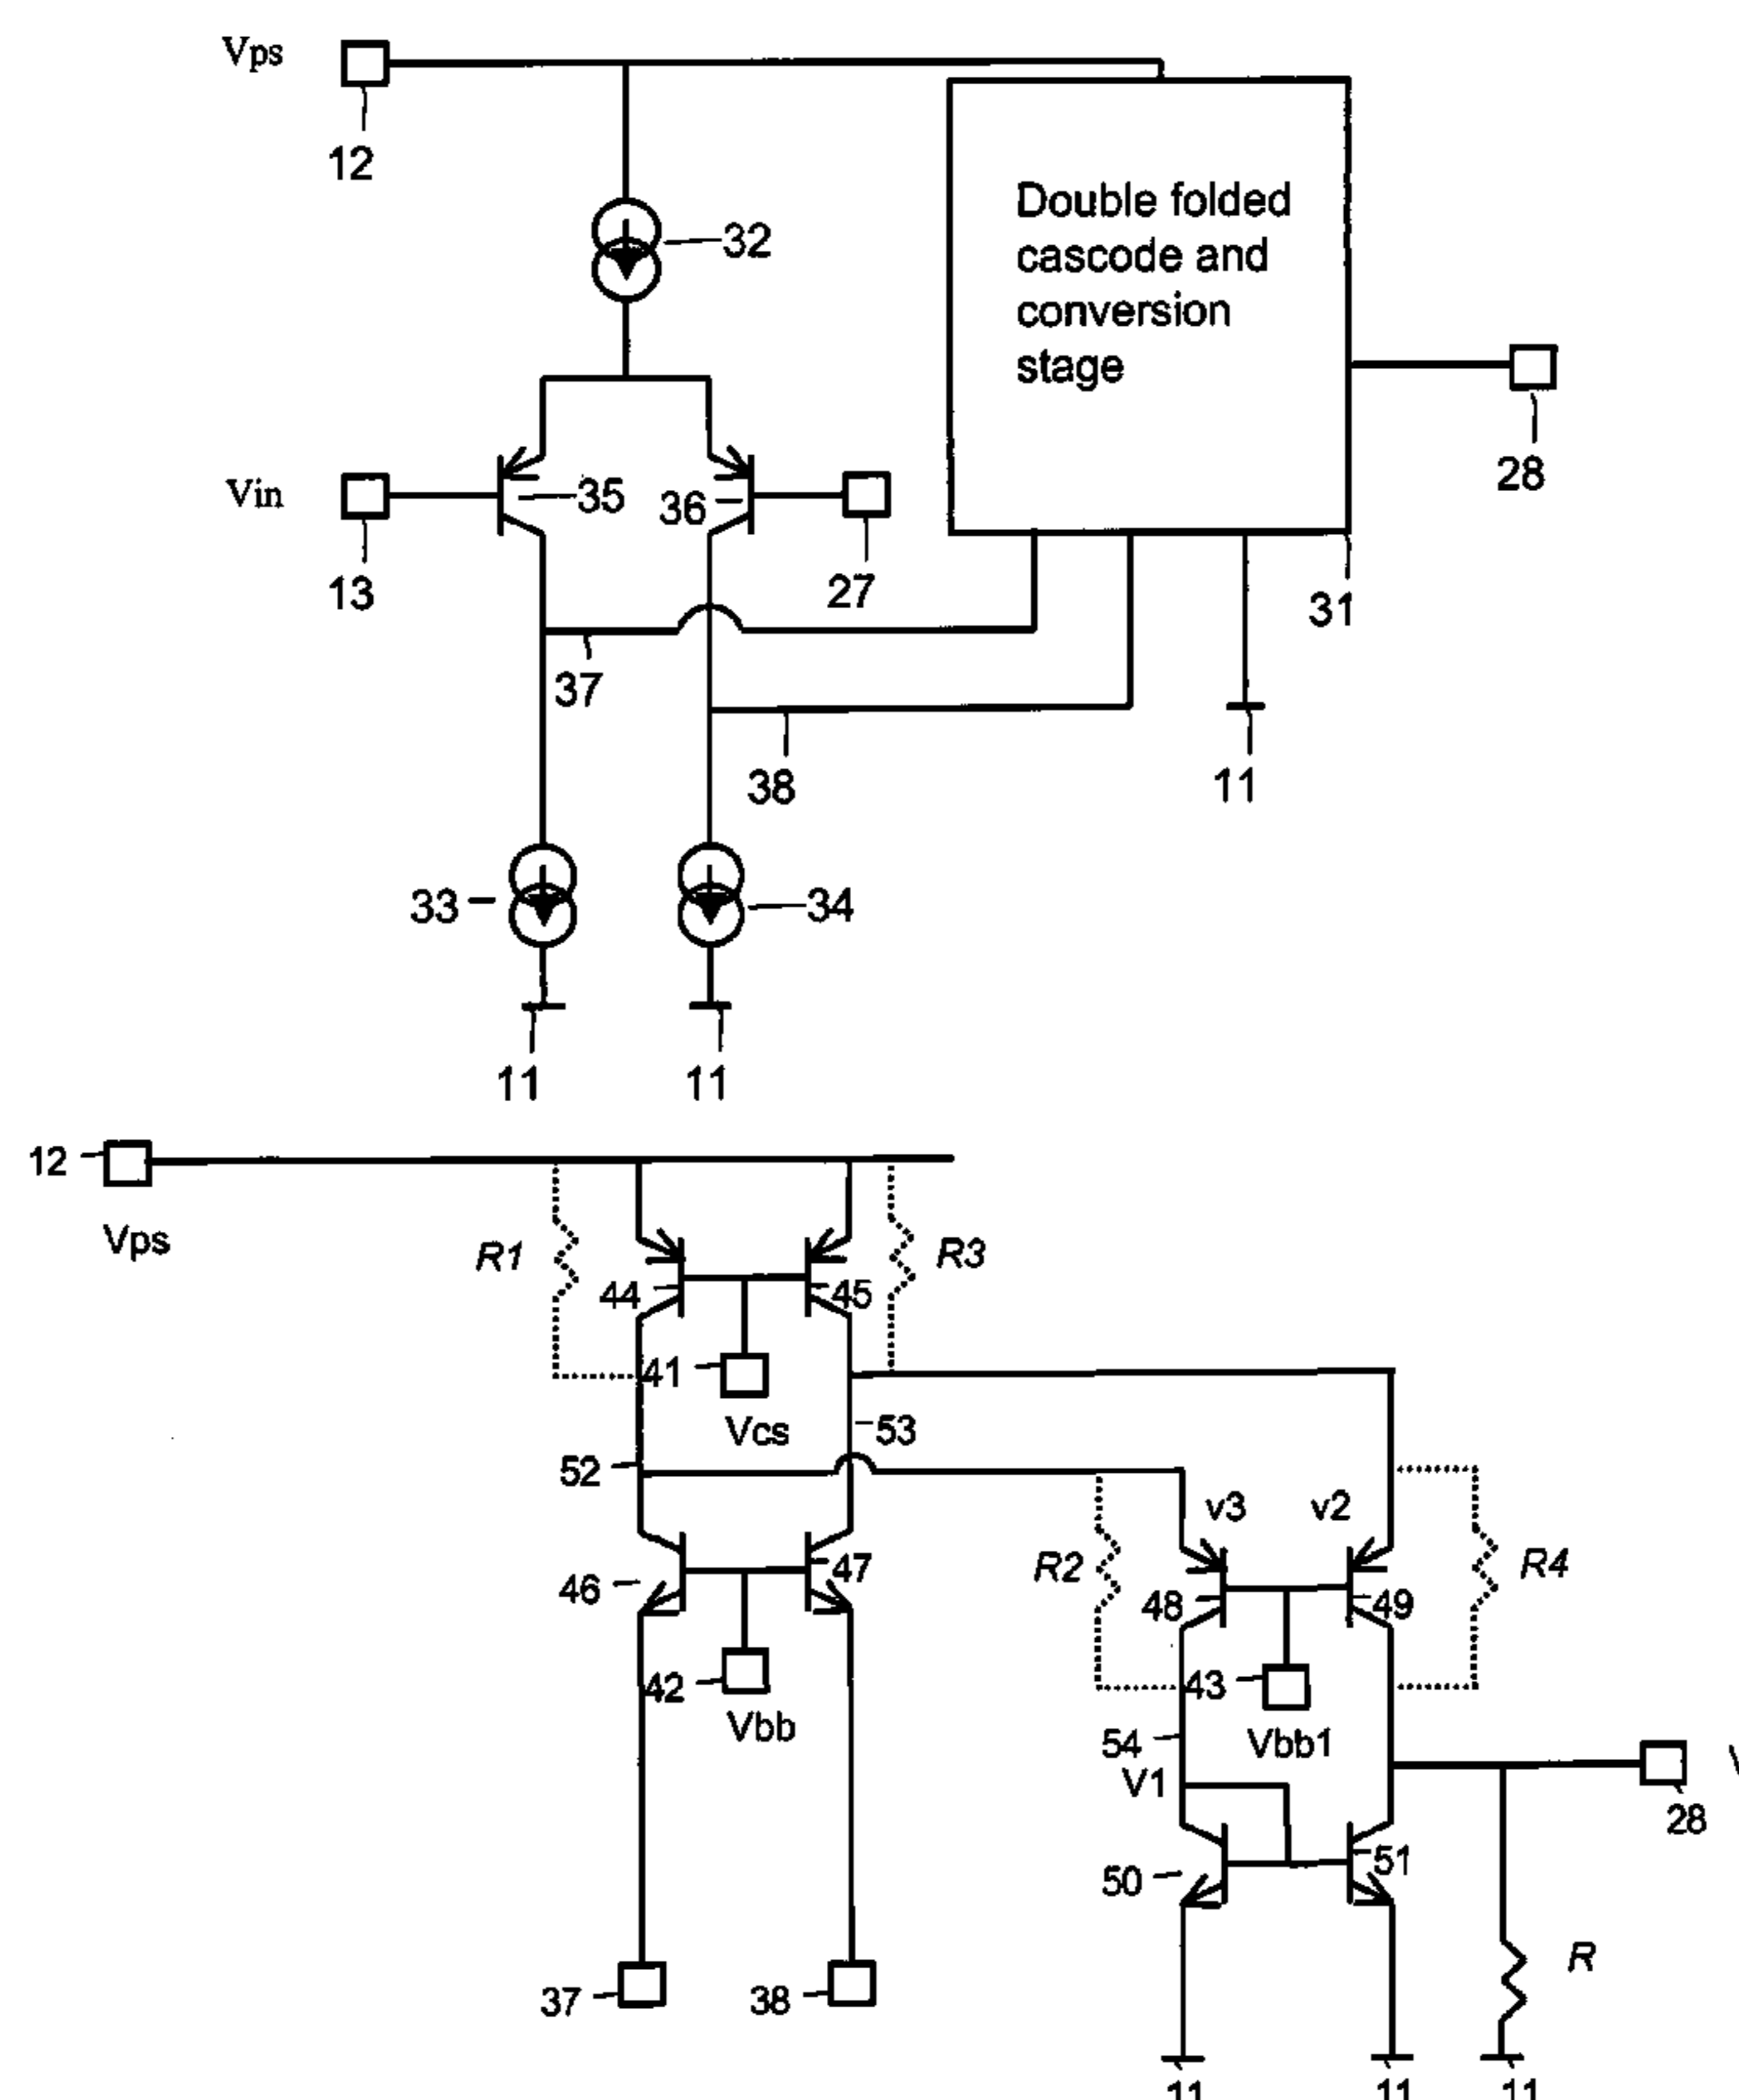 Vps
12
32
Double folded
cascode and
conversion
stage
28
Vin
35
36
13
27
31
37
38
11
33
34
11
11
12
Vps
R1
R3
44
45
41
Vcs
53
52
v3
v2
R2
R4
46
47
48
49
42
43
Vbb
54
Vbb1
V1
28
50
51
R
37
38
11
11
11